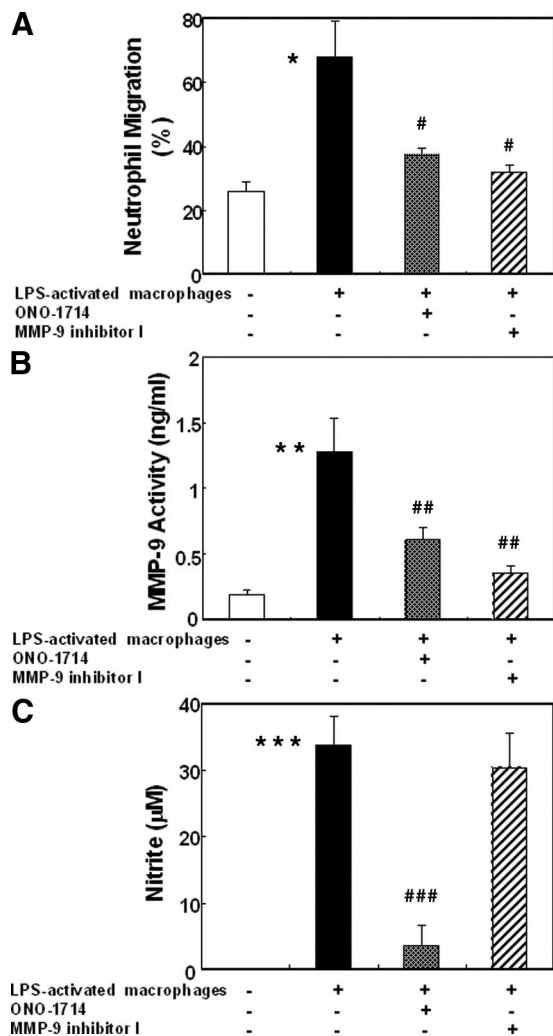 A
Neutrophil Migration
(%)
80
60
40
20
0
*
#
#
LPS-activated macrophages - + + +
ONO-1714 - - + -
MMP-9 inhibitor I - - - +
B
MMP-9 Activity (ng/ml)
2
1.5
1
0.5
0
* *
##
##
LPS-activated macrophages - + + +
ONO-1714 - - + -
MMP-9 inhibitor I - - - +
C
Nitrite (μM)
40
30
20
10
0
* * *
###
LPS-activated macrophages - + + +
ONO-1714 - - + -
MMP-9 inhibitor I - - - +